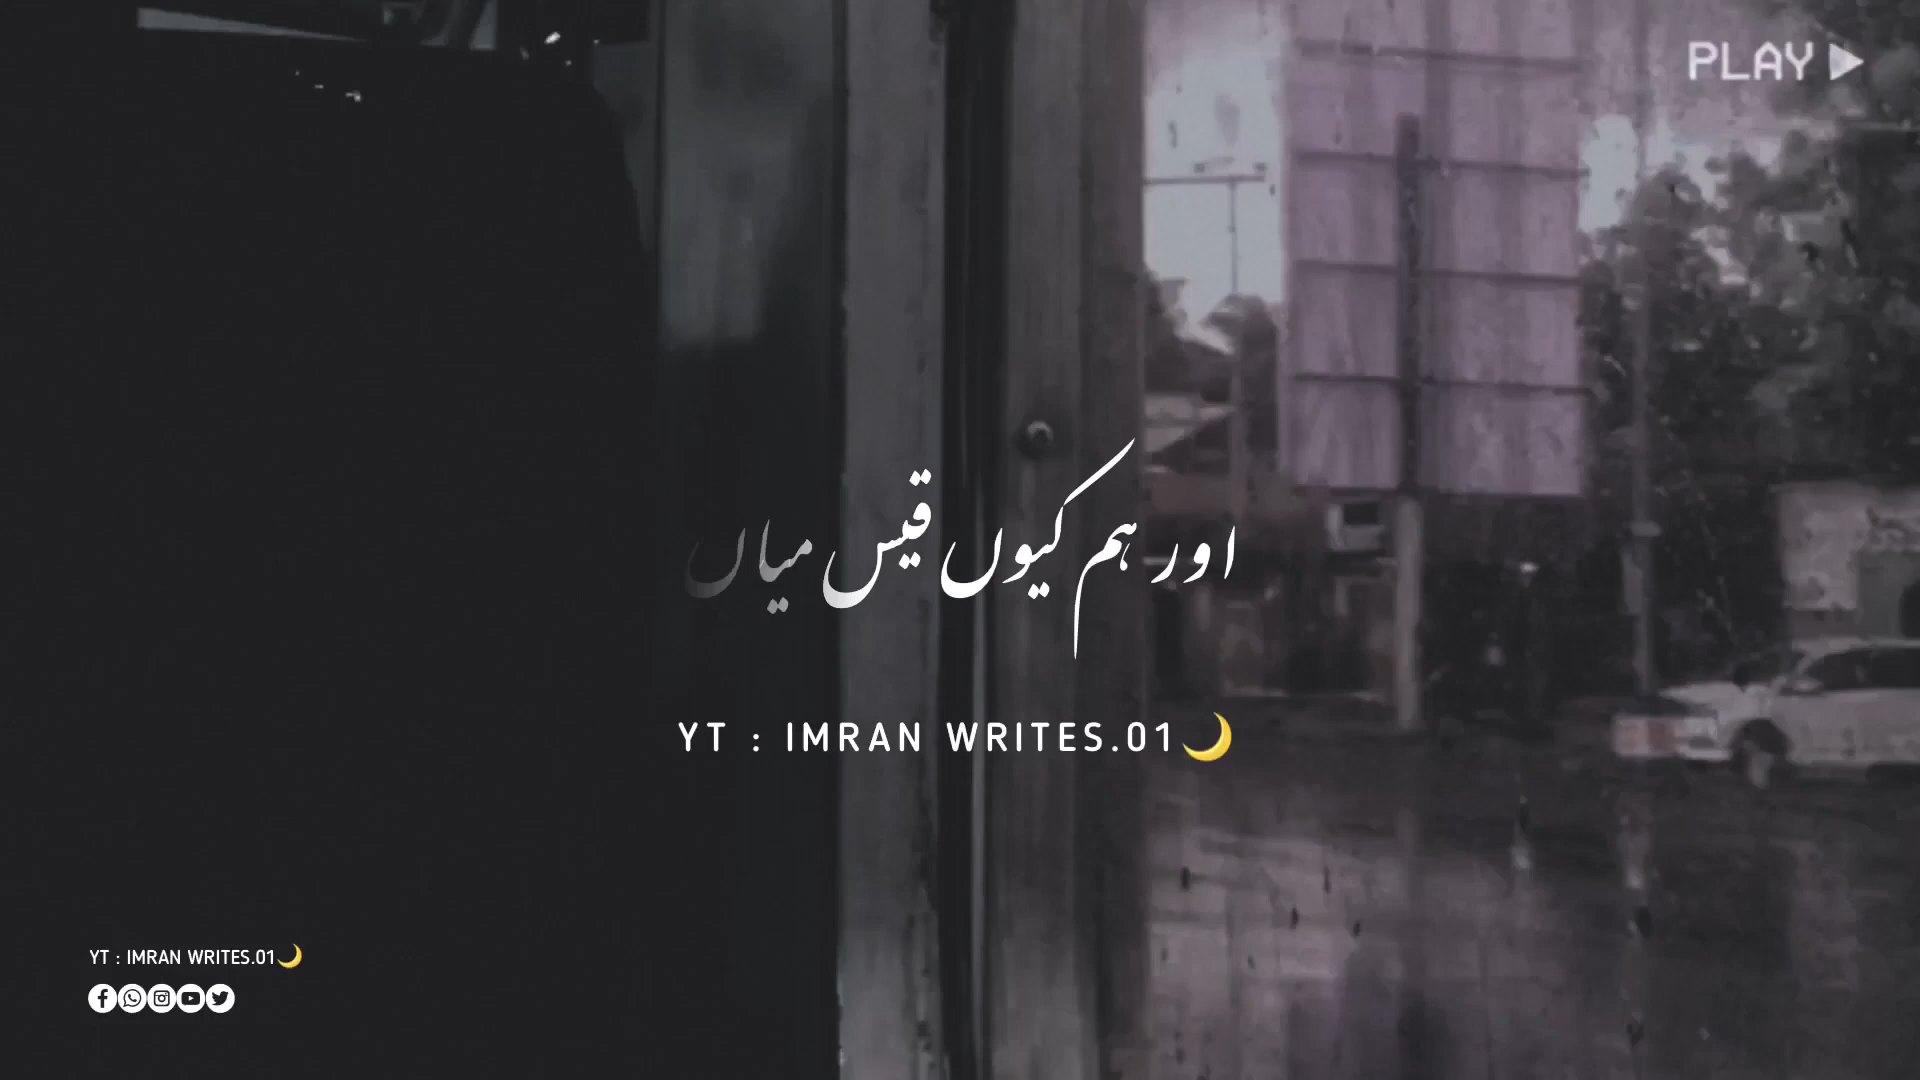 PLAY
اور ہم کیوں قیس میاں
YT : IMRAN WRITES.01🌙
YT : IMRAN WRITES.01🌙